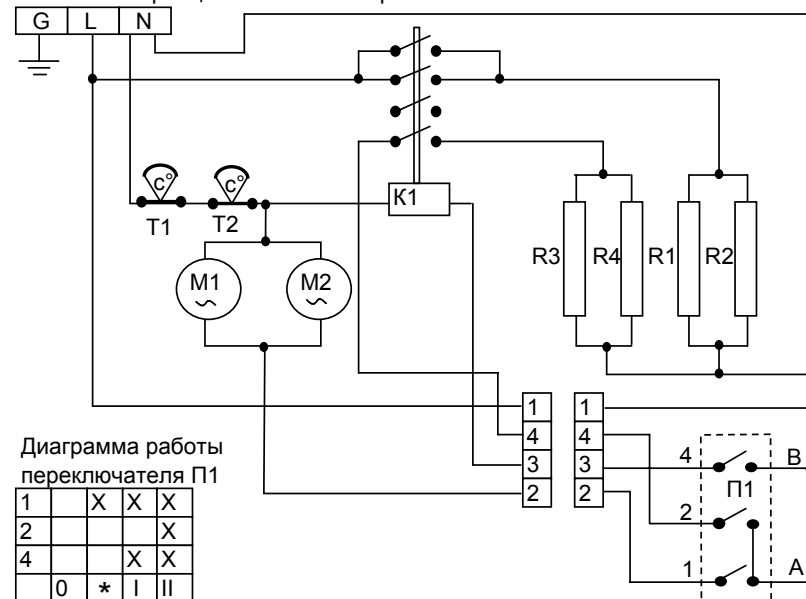 G L N
c° c°
T1 T2
K1
M1 M2
R3 R4 R1 R2
1 1
4 4
3 3
2 2
4 B
П1
2
1 A
Диаграмма работы
переключателя П1
1 X X X
2 X
4 X X
0 * I II